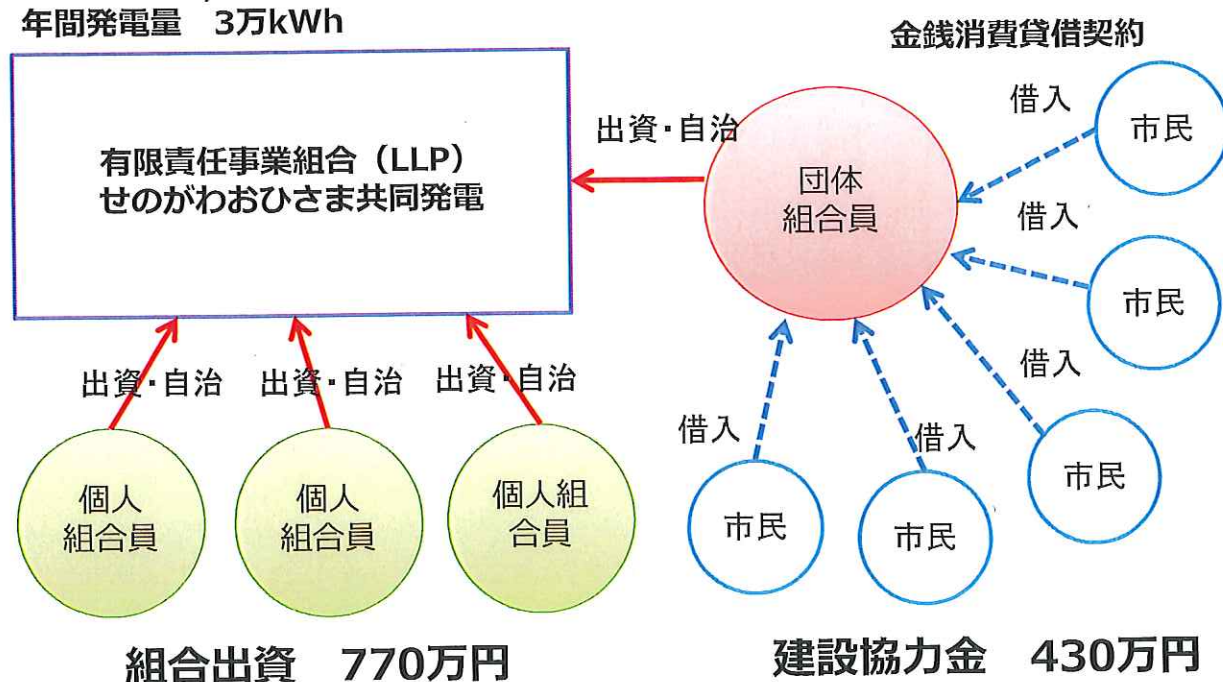 年間発電量　3万kWh
有限責任事業組合（LLP）
せのがわおひさま共同発電
出資・自治
団体
組合員
金銭消費貸借契約
借入
市民
借入
市民
借入
市民
借入
市民
借入
市民
出資・自治
出資・自治
出資・自治
個人
組合員
個人
組合員
個人組
合員
組合出資　770万円
建設協力金　430万円